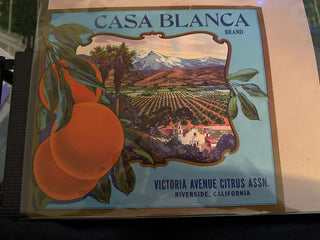 CASA BLANCA
BRAND
VICTORIA AVENUE CITRUS ASSN.
RIVERSIDE, CALIFORNIA